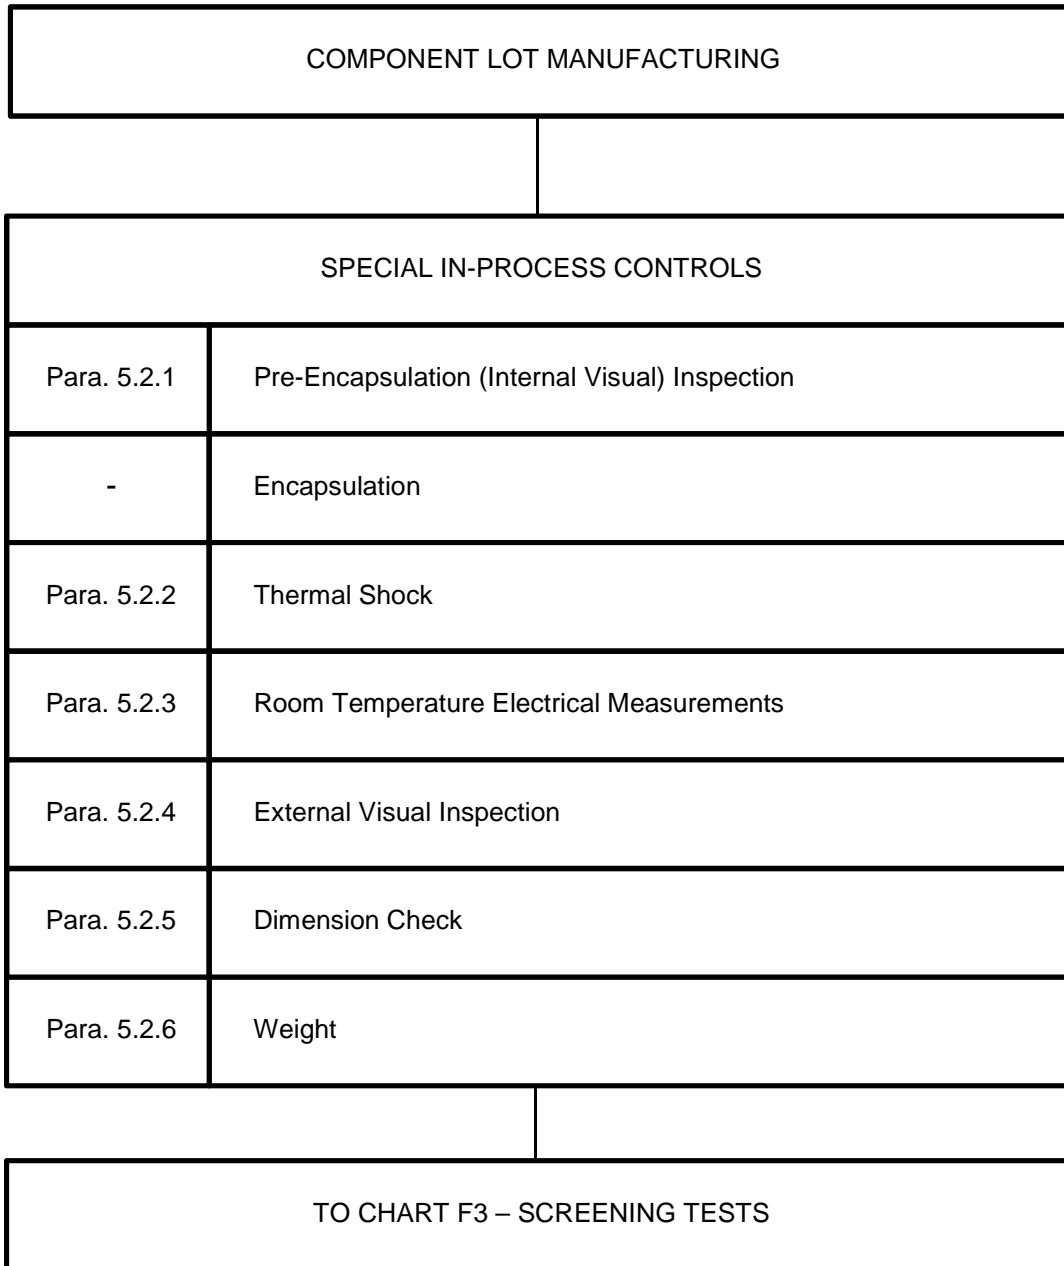 COMPONENT LOT MANUFACTURING
SPECIAL IN-PROCESS CONTROLS
Para. 5.2.1 Pre-Encapsulation (Internal Visual) Inspection
- Encapsulation
Para. 5.2.2 Thermal Shock
Para. 5.2.3 Room Temperature Electrical Measurements
Para. 5.2.4 External Visual Inspection
Para. 5.2.5 Dimension Check
Para. 5.2.6 Weight
TO CHART F3 – SCREENING TESTS